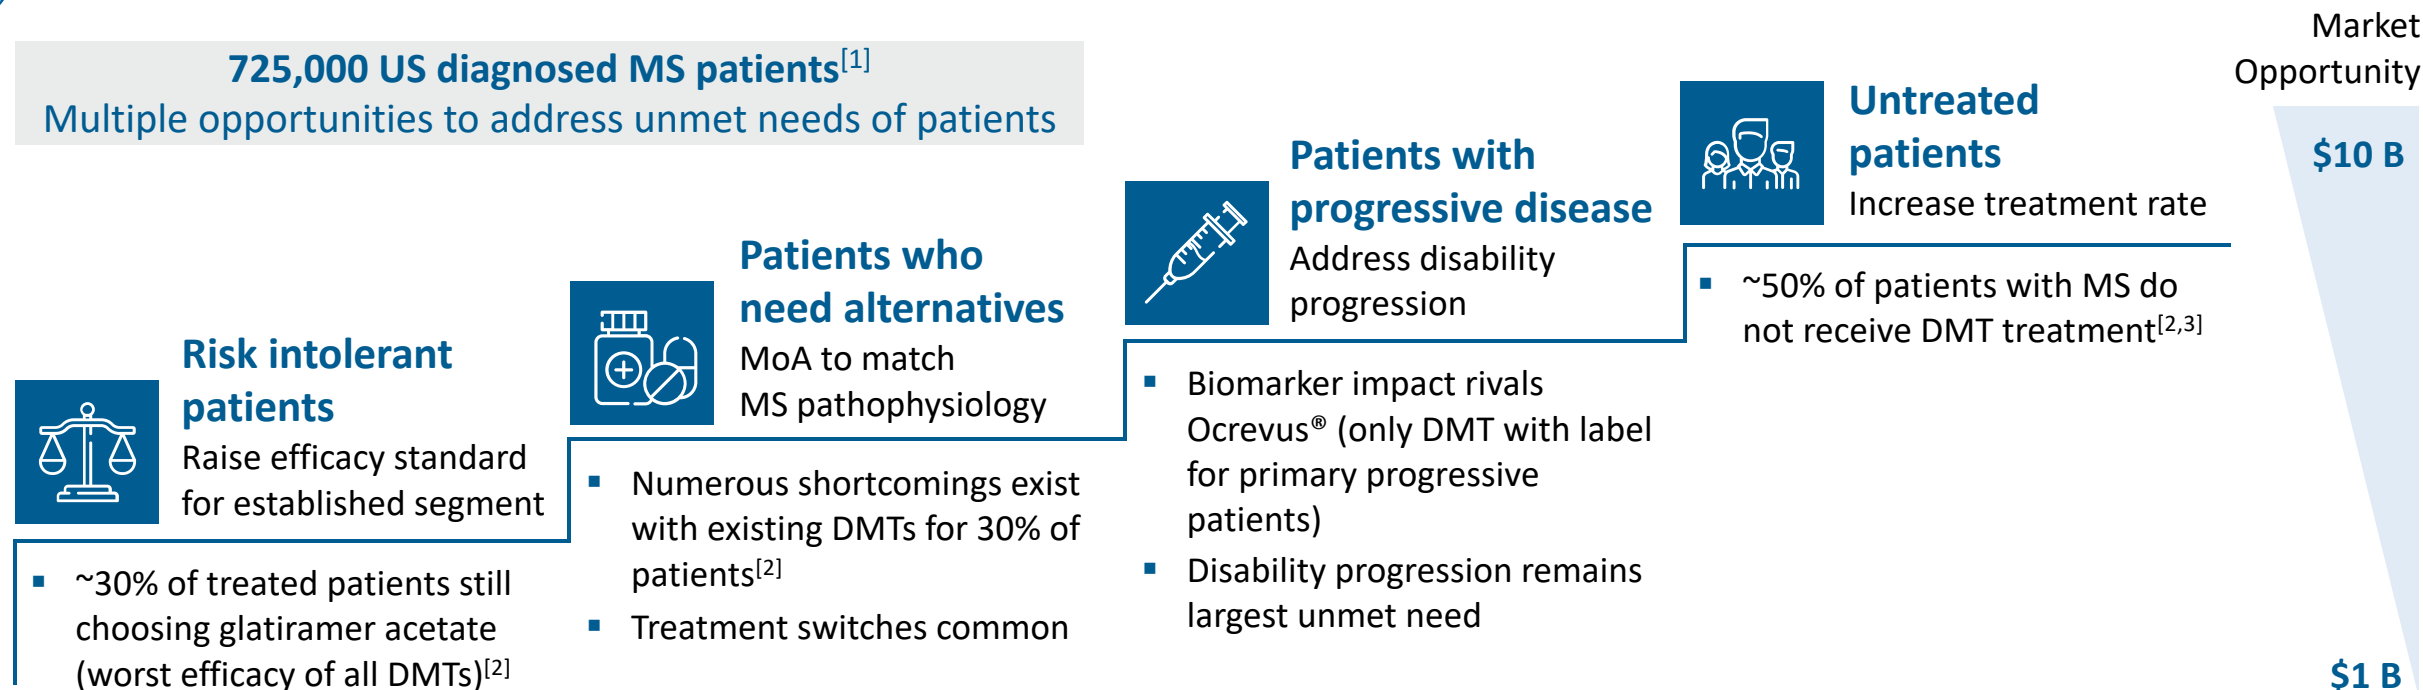 725,000 US diagnosed MS patients[1]
Multiple opportunities to address unmet needs of patients
Risk intolerant
patients
Raise efficacy standard
for established segment
▪ ~30% of treated patients still
choosing glatiramer acetate
(worst efficacy of all DMTs)[2]
Patients who
need alternatives
MoA to match
MS pathophysiology
▪ Numerous shortcomings exist
with existing DMTs for 30% of
patients[2]
▪ Treatment switches common
Patients with
progressive disease
Address disability
progression
▪ Biomarker impact rivals
Ocrevus® (only DMT with label
for primary progressive
patients)
▪ Disability progression remains
largest unmet need
Untreated
patients
Increase treatment rate
▪ ~50% of patients with MS do
not receive DMT treatment[2,3]
Market
Opportunity
$10 B
$1 B